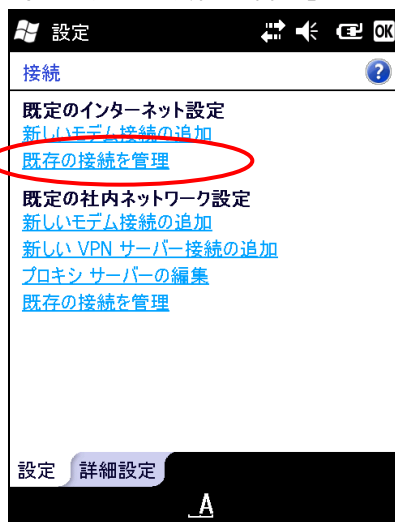 設定
OK
接続
?
既定のインターネット設定
新しいモデム接続の追加
既存の接続を管理
既定の社内ネットワーク設定
新しいモデム接続の追加
新しい VPN サーバー接続の追加
プロキシ サーバーの編集
既存の接続を管理
設定 詳細設定
A